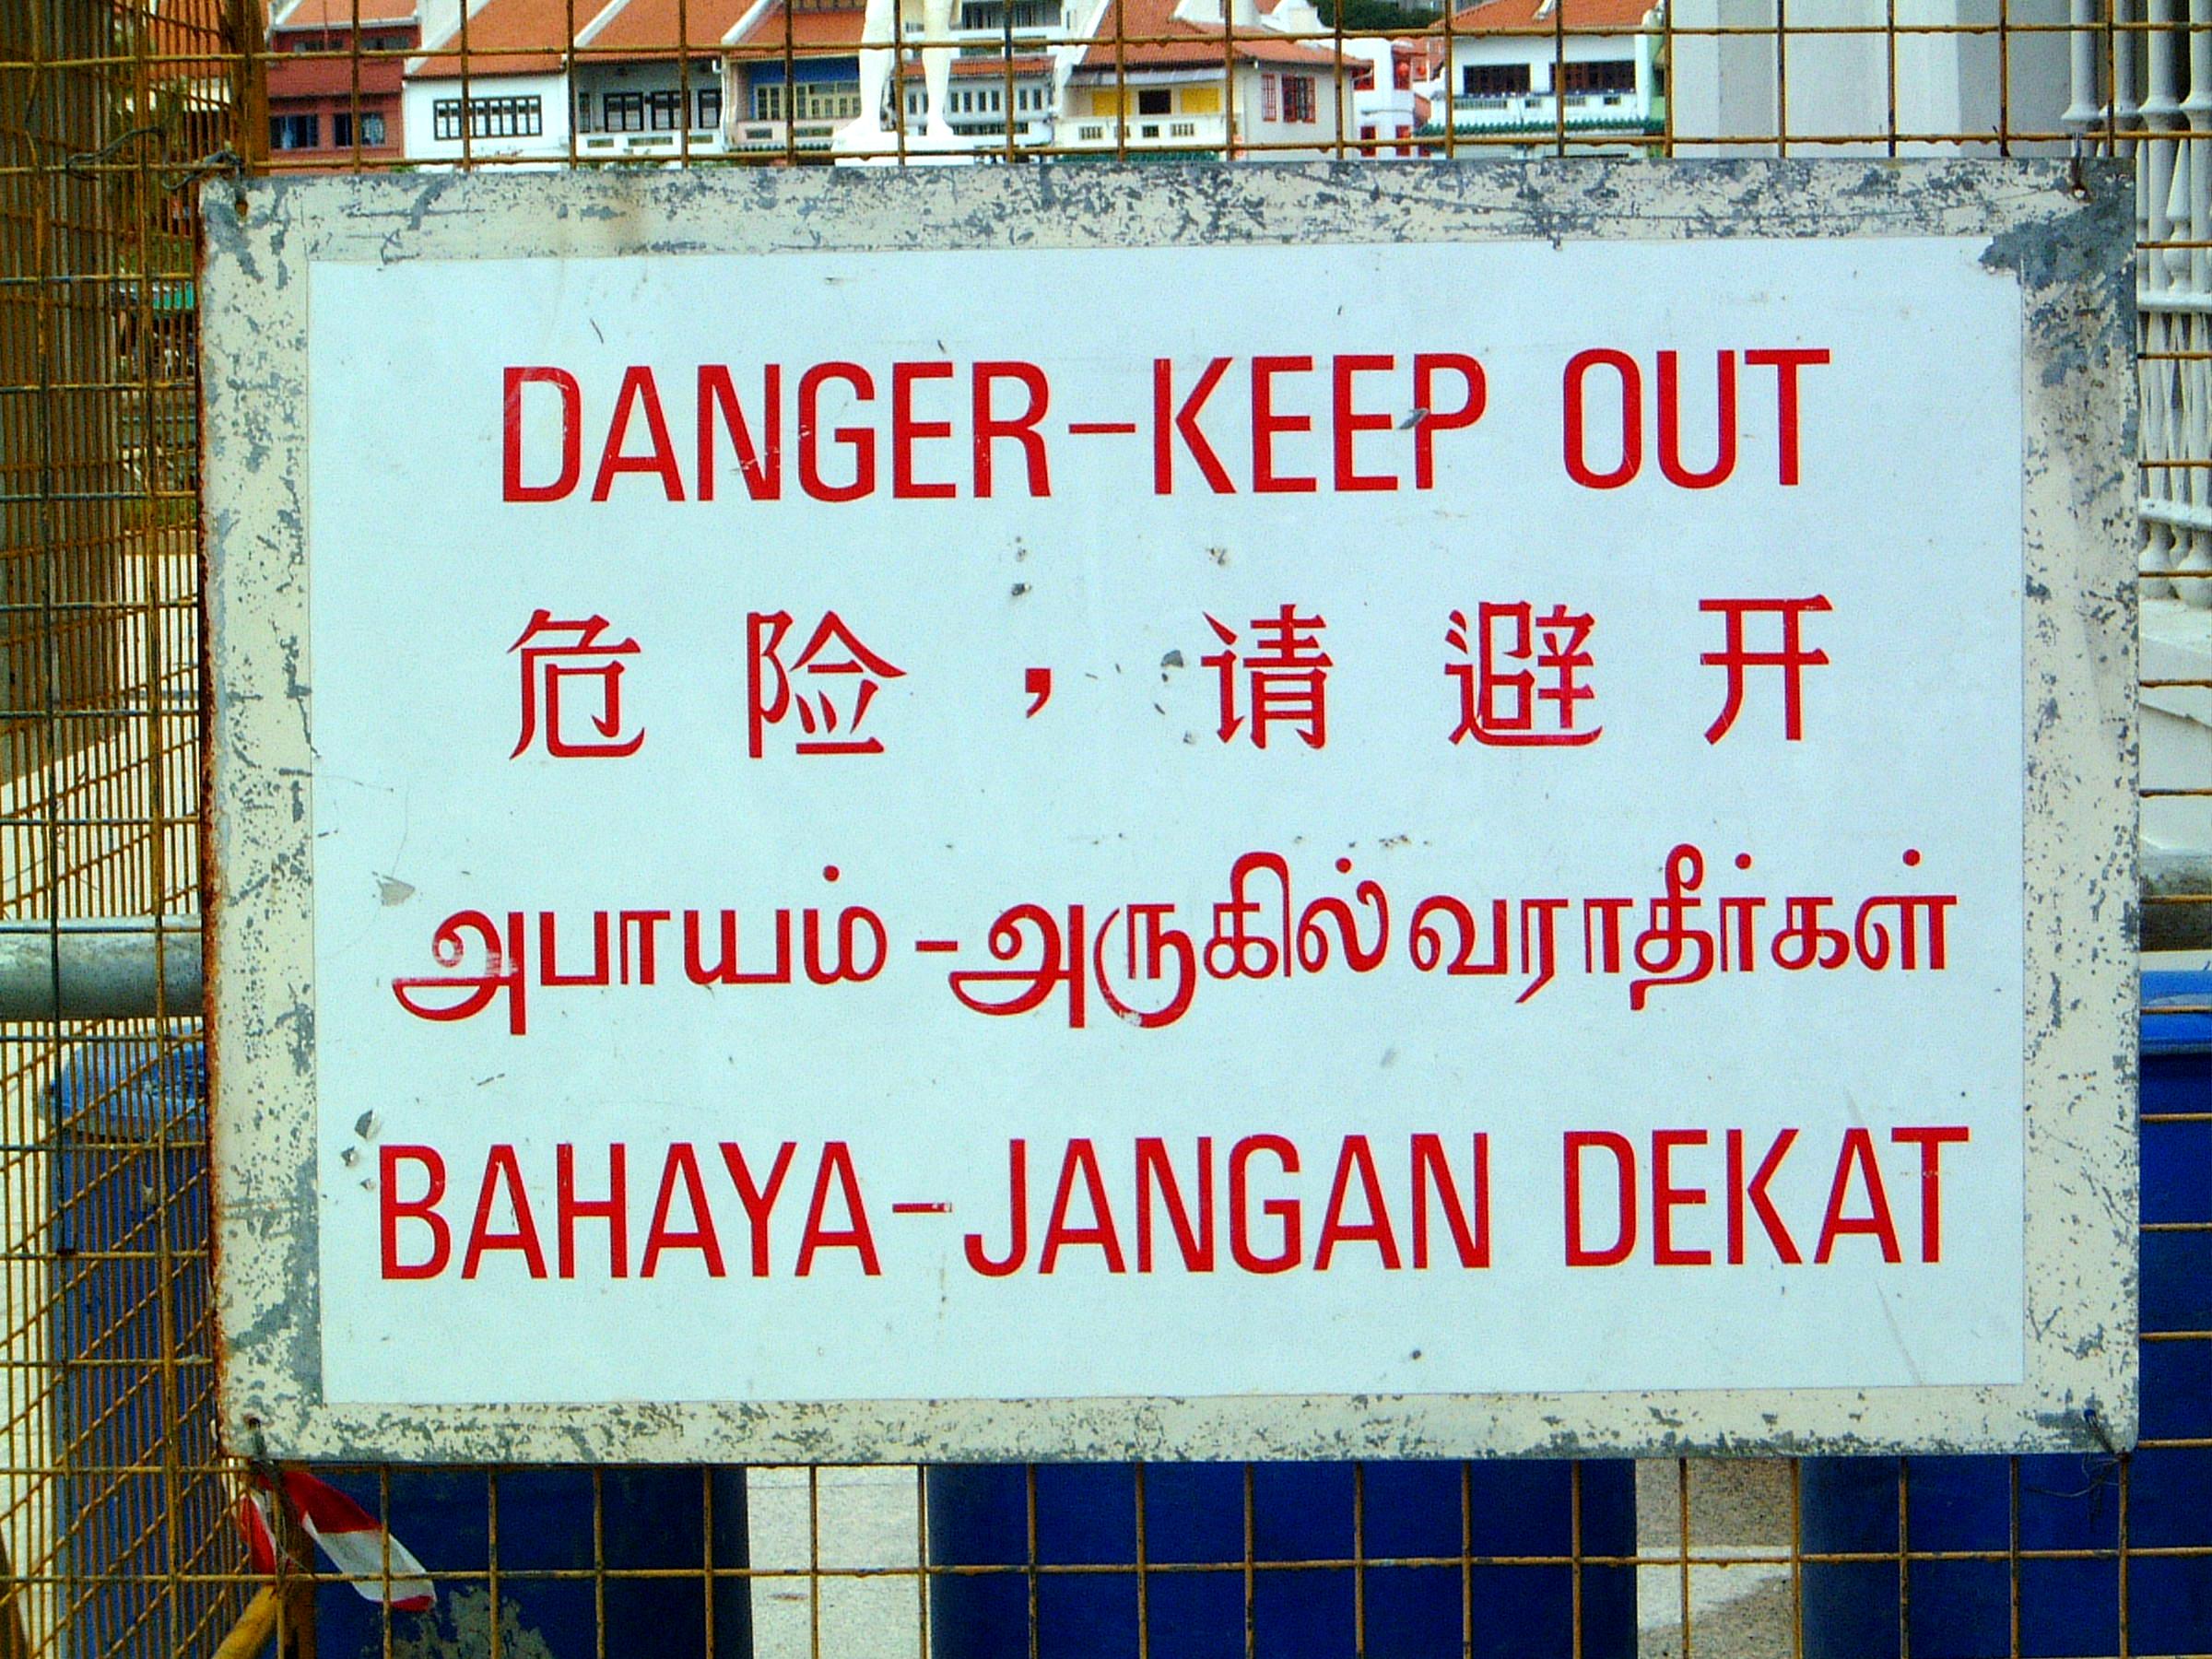 DANGER-KEEP OUT
危险，请避开
அபாயம் - அருகில் வராதீர்கள்
BAHAYA-JANGAN DEKAT